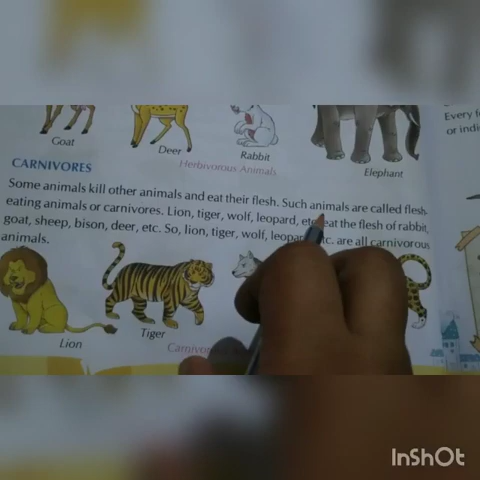 Every
or indi
Goat
Deer
Rabbit
Elephant
Herbivorous Animals
CARNIVORES
Some animals kill other animals and eat their flesh. Such animals are called flesh-
eating animals or carnivores. Lion, tiger, wolf, leopard, etc. eat the flesh of rabbit,
goat, sheep, bison, deer, etc. So, lion, tiger, wolf, leopard, etc. are all carnivorous
animals.
Lion
Tiger
Carnivor
InShOt